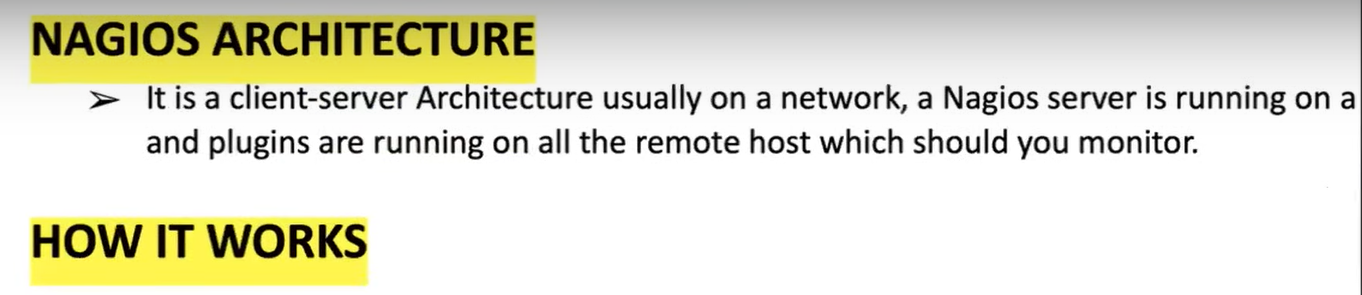 NAGIOS ARCHITECTURE
➢ It is a client-server Architecture usually on a network, a Nagios server is running on a
and plugins are running on all the remote host which should you monitor.
HOW IT WORKS